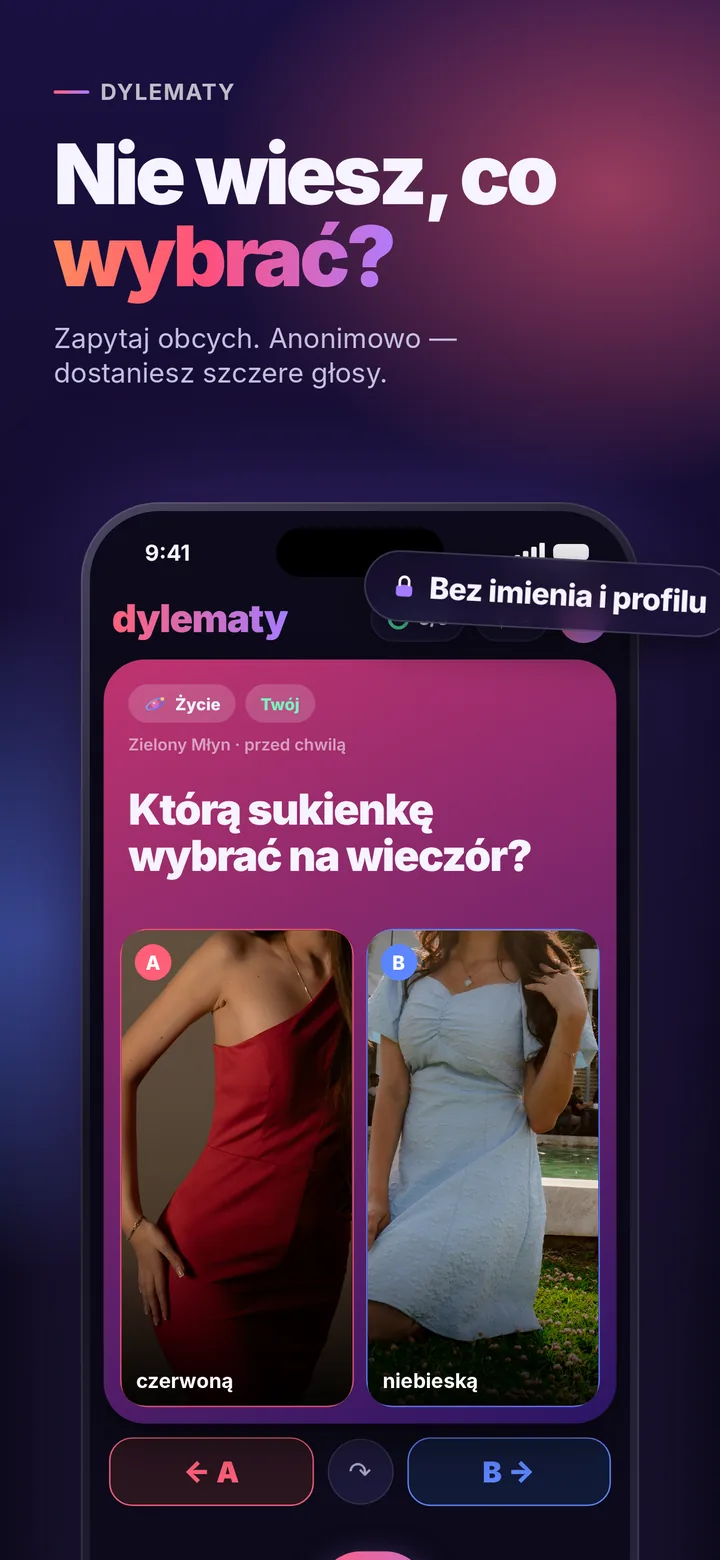 DYLEMATY
Nie wiesz, co
wybrać?
Zapytaj obcych. Anonimowo —
dostaniesz szczere głosy.
9:41
Bez imienia i profilu
dylematy
Życie
Twój
Zielony Młyn · przed chwilą
Którą sukienkę
wybrać na wieczór?
A
B
czerwoną
niebieską
← A
B →